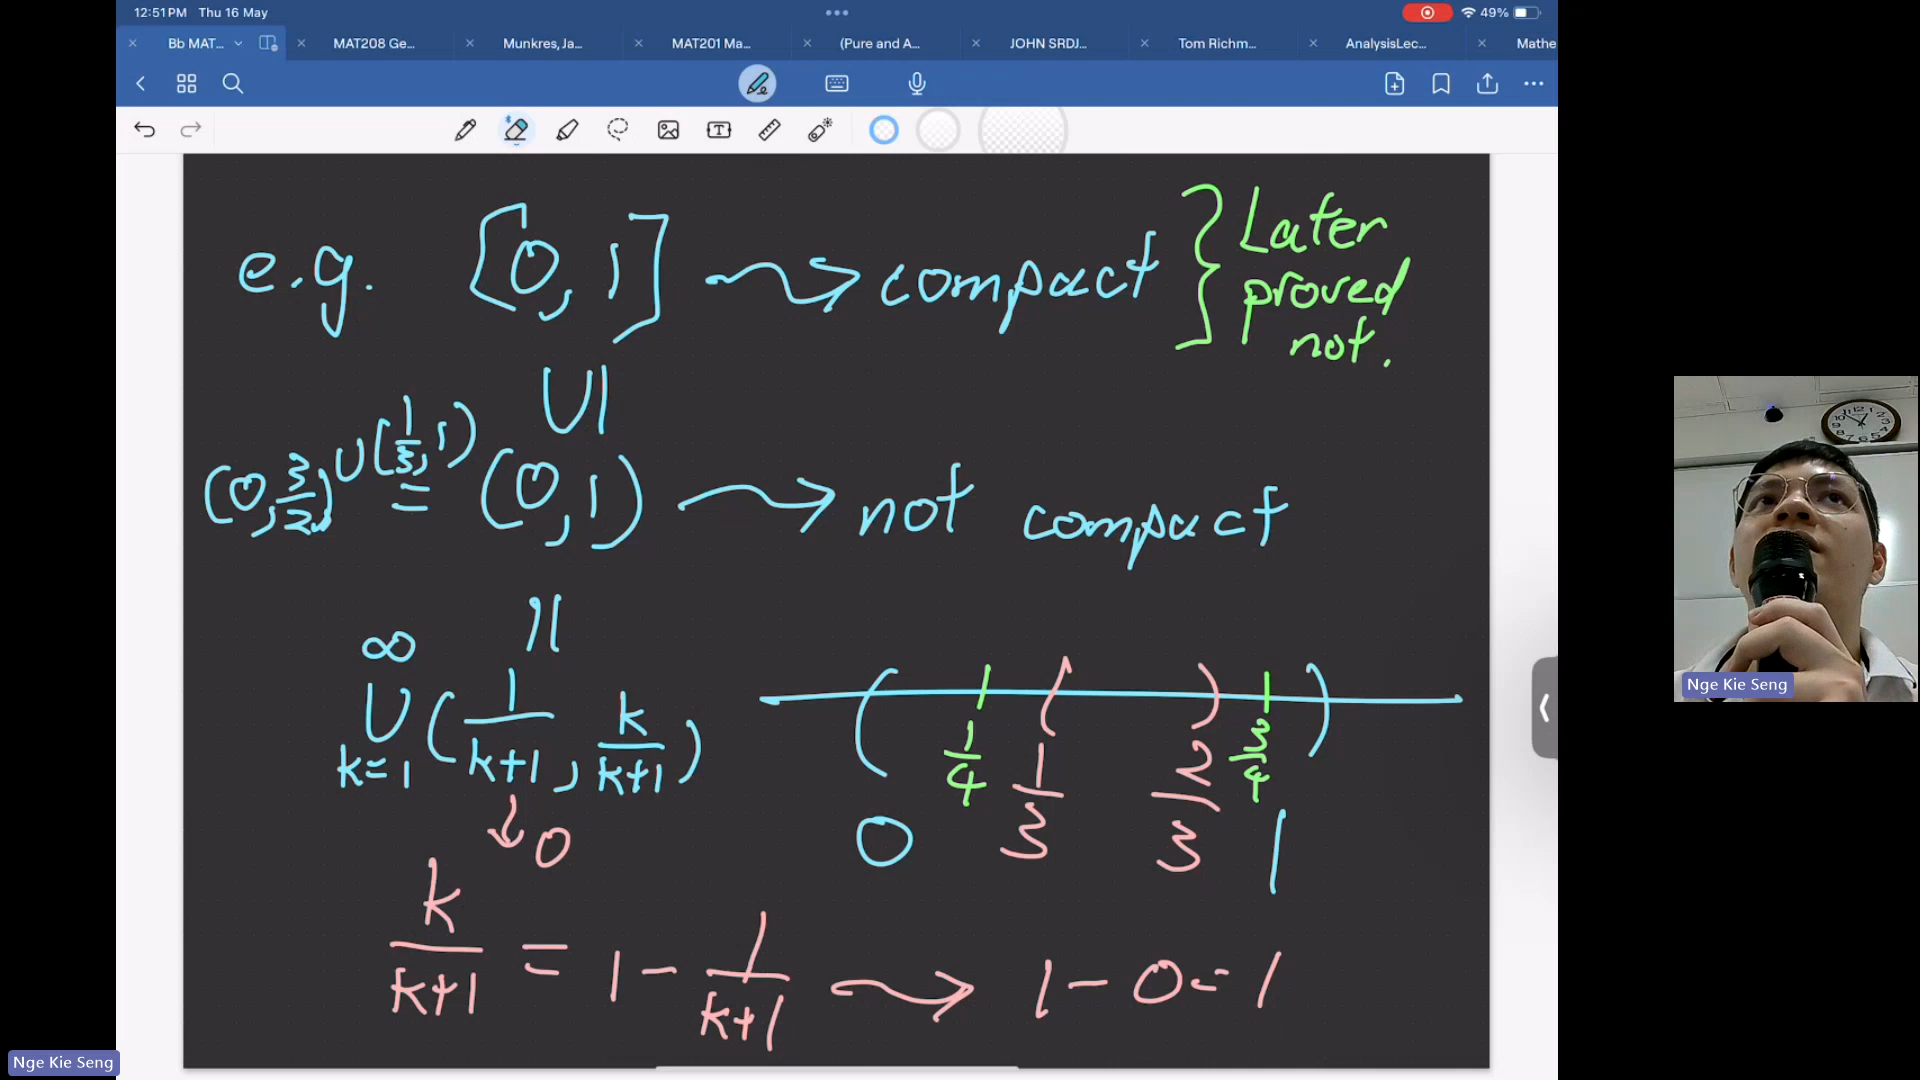 12:51 PM Thu 16 May
49%
Bb MAT...
MAT208 Ge...
Munkres, Ja...
MAT201 Ma...
(Pure and A...
JOHN SRDJ...
Tom Richm...
AnalysisLec...
Mathe
e.g. [0, 1] ⇝ compact } Later proved not.
⋃|
(0, 3/2) ∪ (1/3, 1) = (0, 1) ⇝ not compact
||
∞
⋃ (1/(k+1), k/(k+1))
k=1
↓ 0
( 1/4 ( 1/3 ) 2/3 3/4 )
0 1
k/(k+1) = 1 - 1/(k+1) ⇝ 1 - 0 = 1
Nge Kie Seng
Nge Kie Seng